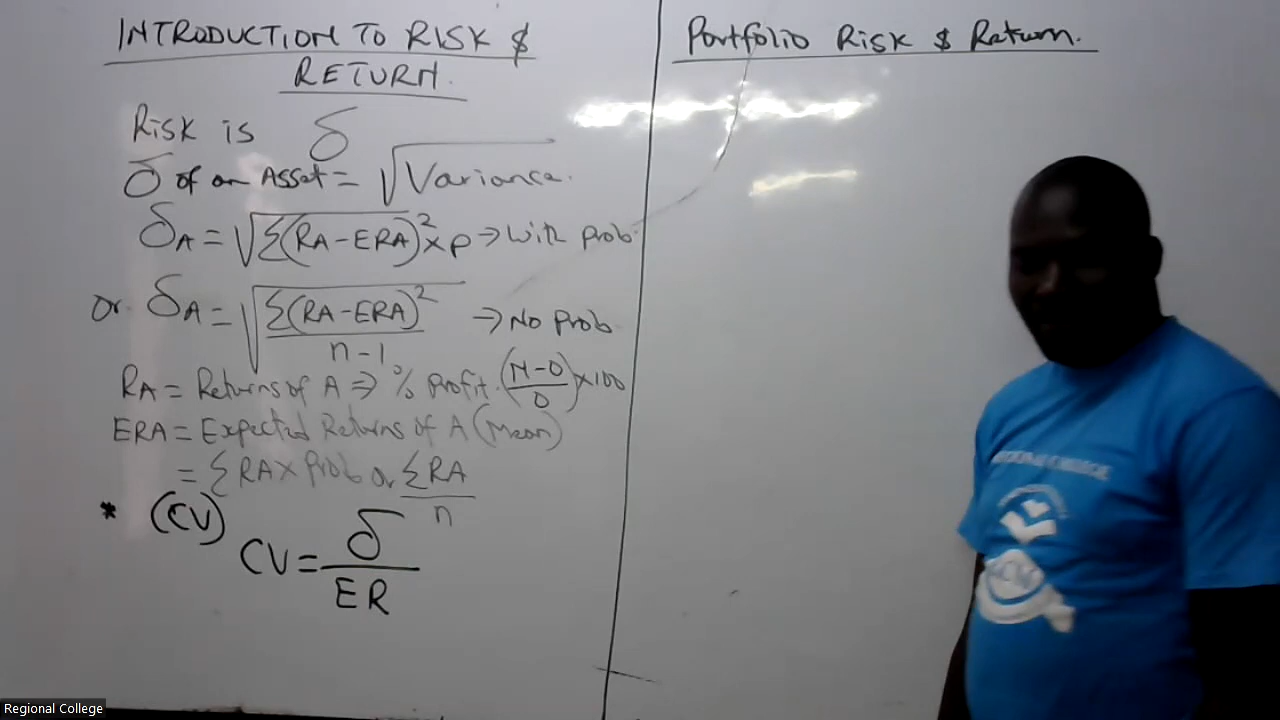 INTRODUCTION TO RISK &
RETURN.
Risk is δ
δ of an Asset = √Variance.
δA = √Σ(RA-ERA)²×P → With prob.
Or δA = √Σ(RA-ERA)²/n-1 → No Prob
RA = Returns of A ⇒ % Profit (N-O/O)×100
ERA = Expected Returns of A (Mean)
= ΣRA× Prob or ΣRA/n
* (CV)
CV = δ/ER
Portfolio Risk & Return.
Regional College